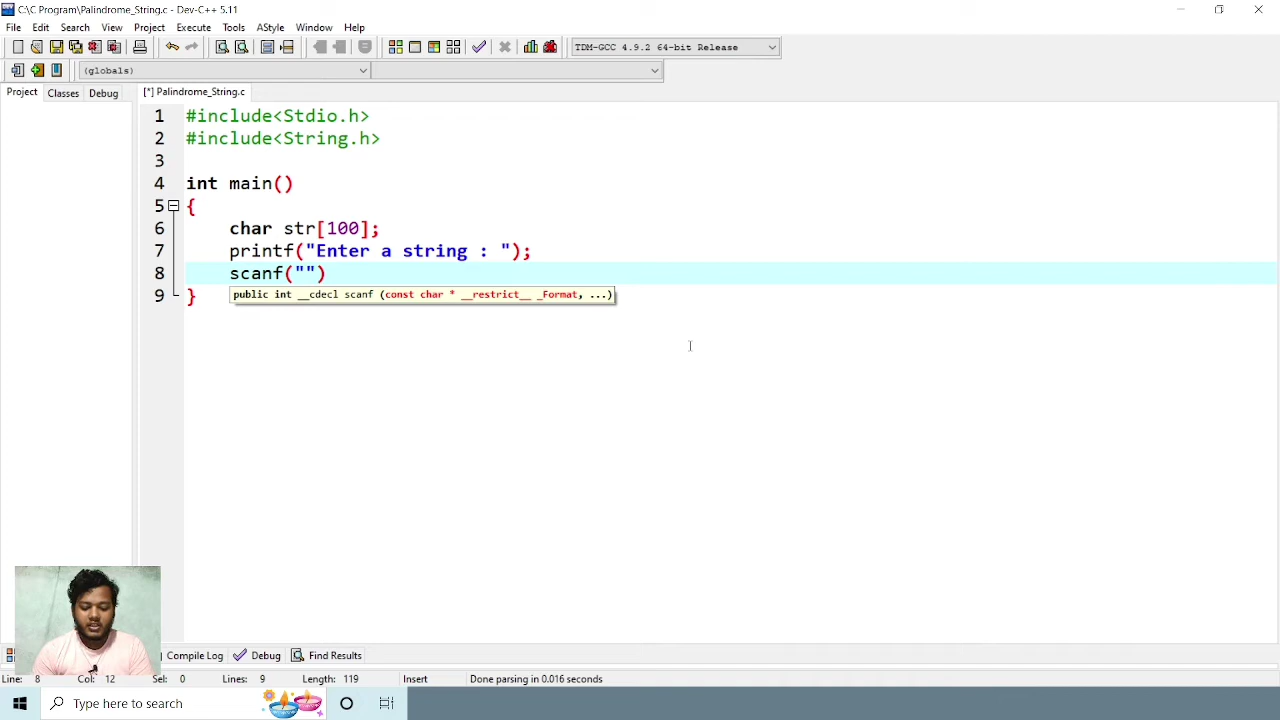 C:\C Program\Palindrome_String.c - Dev-C++ 5.11
File Edit Search View Project Execute Tools AStyle Window Help
TDM-GCC 4.9.2 64-bit Release
(globals)
Project Classes Debug [*] Palindrome_String.c
1 #include<Stdio.h>
2 #include<String.h>
3
4 int main()
5 {
6 char str[100];
7 printf("Enter a string : ");
8 scanf("")
9 }
public int __cdecl scanf (const char * __restrict__ _Format, ...)
Compile Log Debug Find Results
Line: 8 Col: 12 Sel: 0 Lines: 9 Length: 119 Insert Done parsing in 0.016 seconds
Type here to search